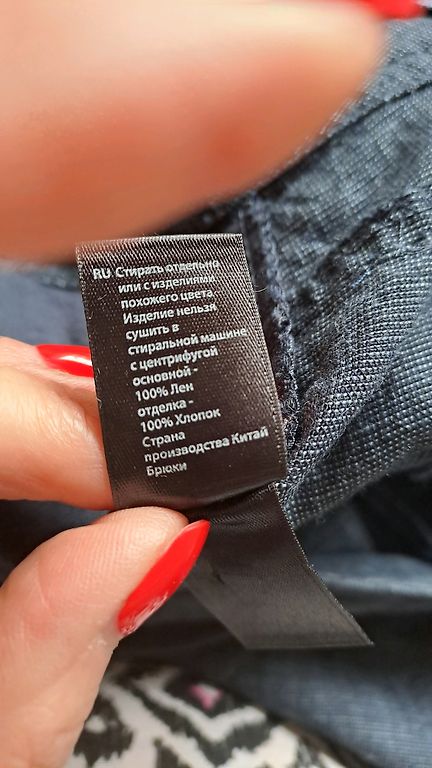 RU Стирать отдельно
или с изделиями
похожего цвета
Изделие нельзя
сушить в
стиральной машине
с центрифугой
основной -
100% Лен
отделка -
100% Хлопок
Страна
производства Китай
Брюки